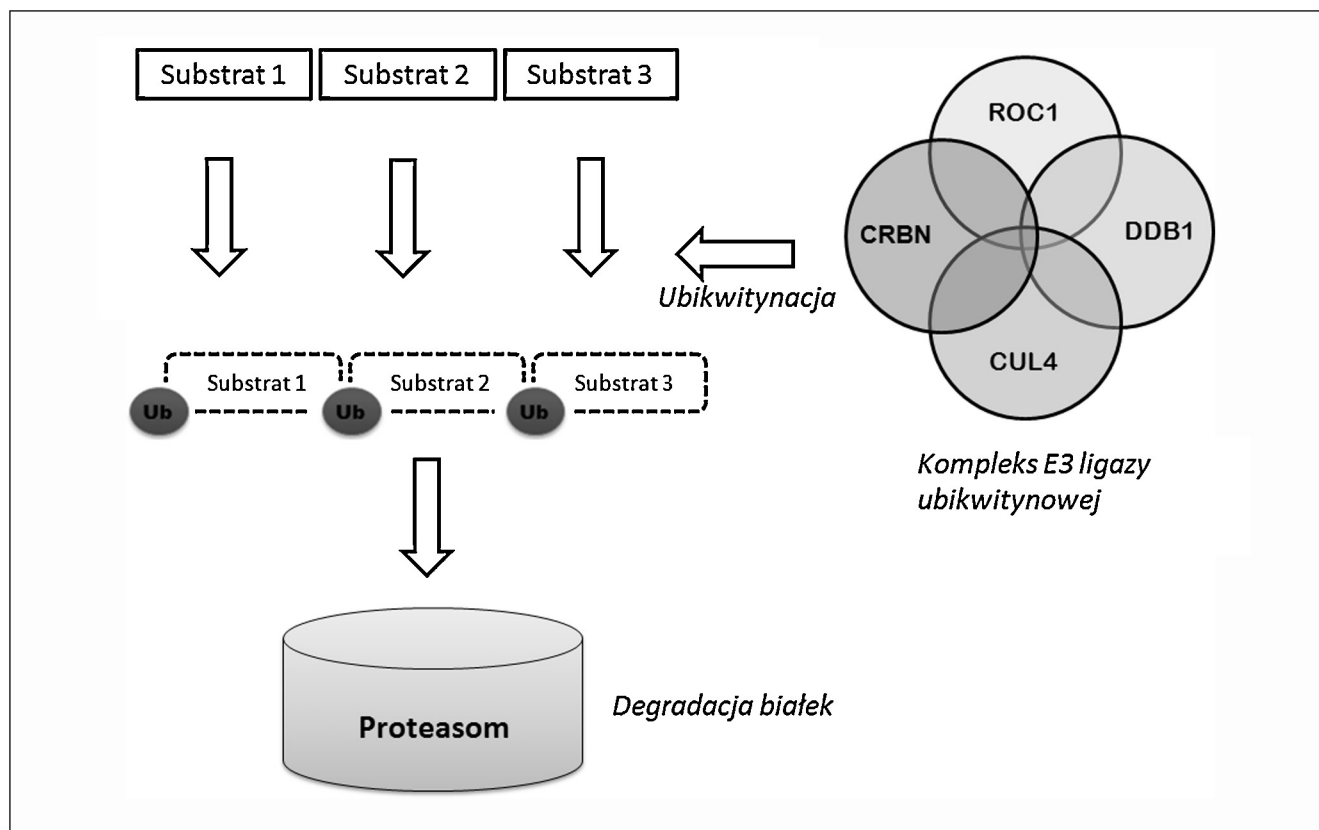 Substrat 1
Substrat 2
Substrat 3
ROC1
CRBN
DDB1
CUL4
Ubikwitynacja
Kompleks E3 ligazy
ubikwitynowej
Substrat 1
Substrat 2
Substrat 3
Ub
Ub
Ub
Proteasom
Degradacja białek